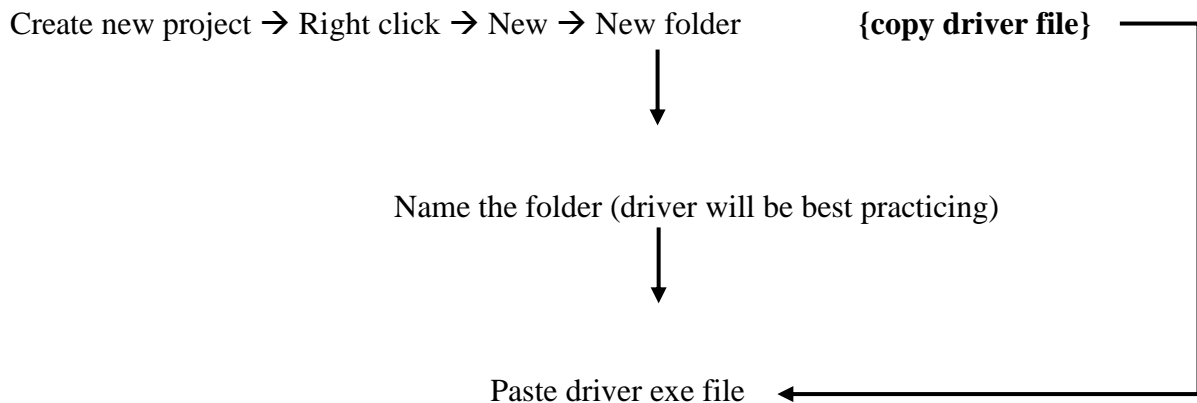 Create new project → Right click → New → New folder {copy driver file}
Name the folder (driver will be best practicing)
Paste driver exe file